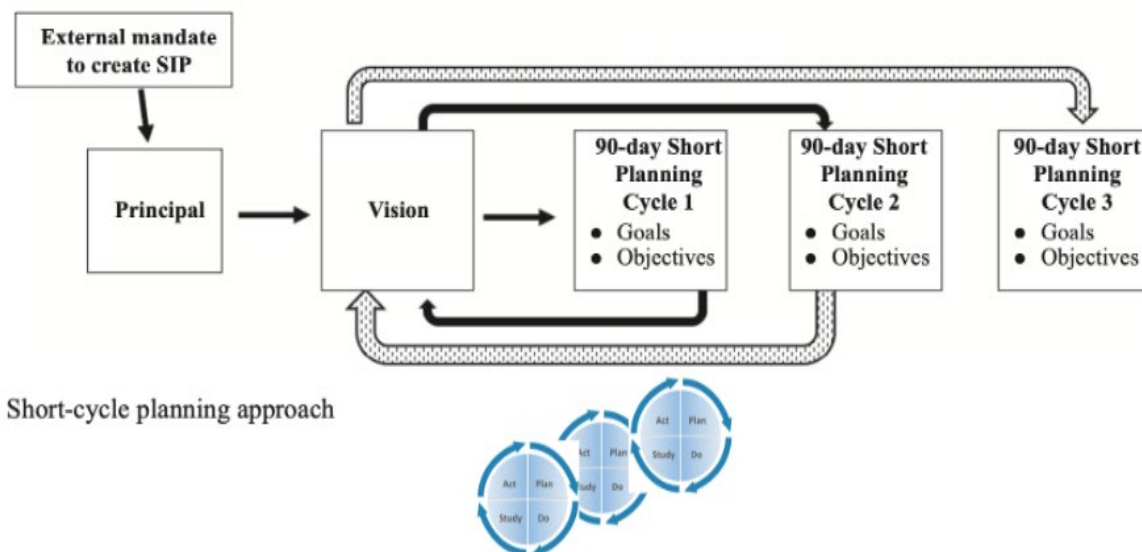 External mandate
to create SIP
Principal
Vision
90-day Short
Planning
Cycle 1
● Goals
● Objectives
90-day Short
Planning
Cycle 2
● Goals
● Objectives
90-day Short
Planning
Cycle 3
● Goals
● Objectives
Short-cycle planning approach
Act Plan
Study Do
Act Plan
tudy Do
Act Plan
Study Do